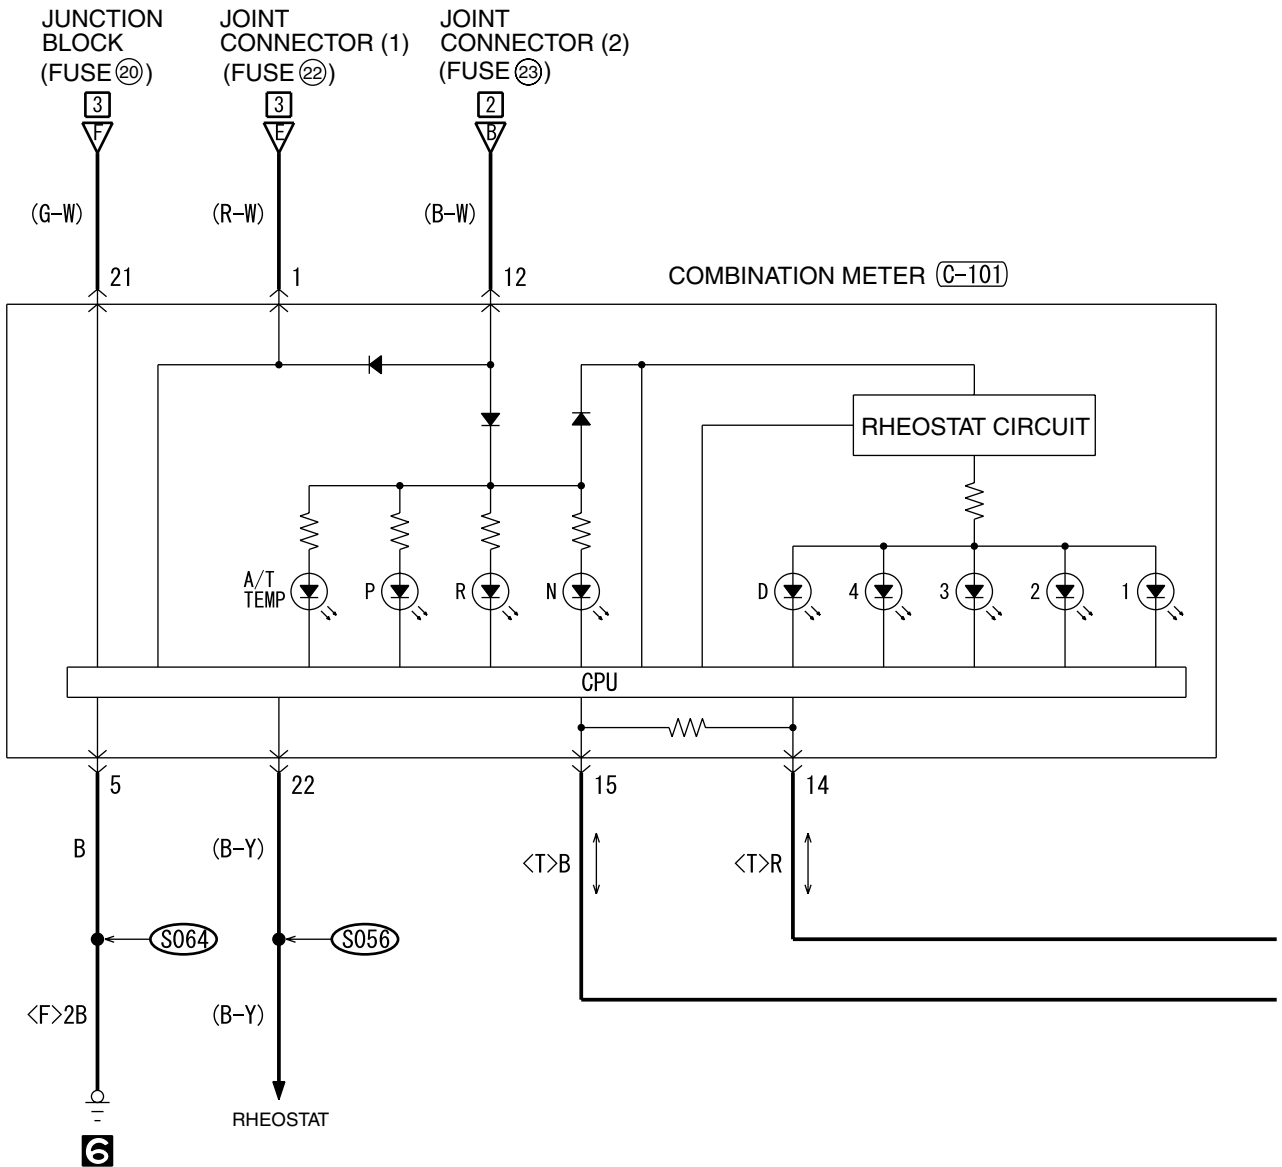 JUNCTION
BLOCK
(FUSE 20)
JOINT
CONNECTOR (1)
(FUSE 22)
JOINT
CONNECTOR (2)
(FUSE 23)
3
3
2
F
E
B
(G-W)
(R-W)
(B-W)
21
1
12
COMBINATION METER C-101
RHEOSTAT CIRCUIT
A/T
TEMP
P
R
N
D
4
3
2
1
CPU
5
22
15
14
B
(B-Y)
<T>B
<T>R
S064
S056
<F>2B
(B-Y)
RHEOSTAT
6